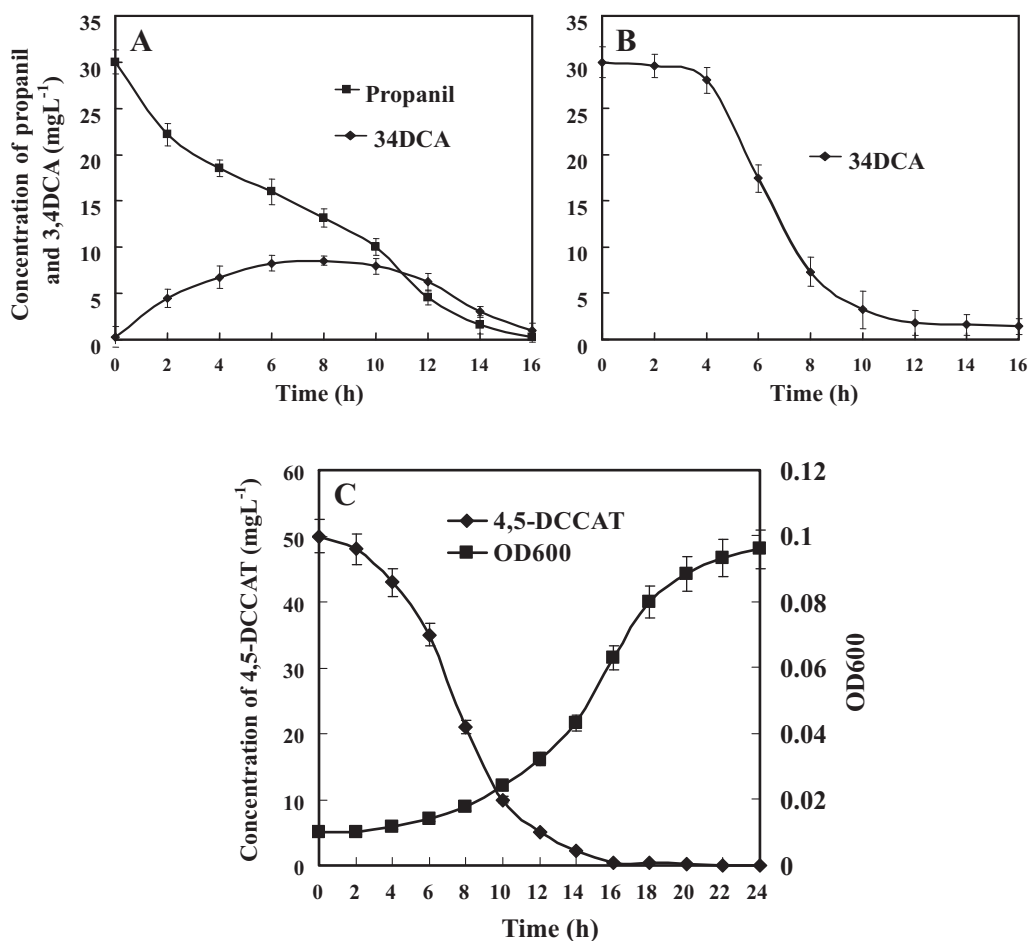 A
Propanil
34DCA
Concentration of propanil
and 3,4DCA (mgL-1)
35
30
25
20
15
10
5
0
0 2 4 6 8 10 12 14 16
Time (h)
B
34DCA
35
30
25
20
15
10
5
0
0 2 4 6 8 10 12 14 16
Time (h)
C
4,5-DCCAT
OD600
Concentration of 4,5-DCCAT (mgL-1)
60
50
40
30
20
10
0
0.12
0.1
0.08
0.06
0.04
0.02
0
OD600
0 2 4 6 8 10 12 14 16 18 20 22 24
Time (h)